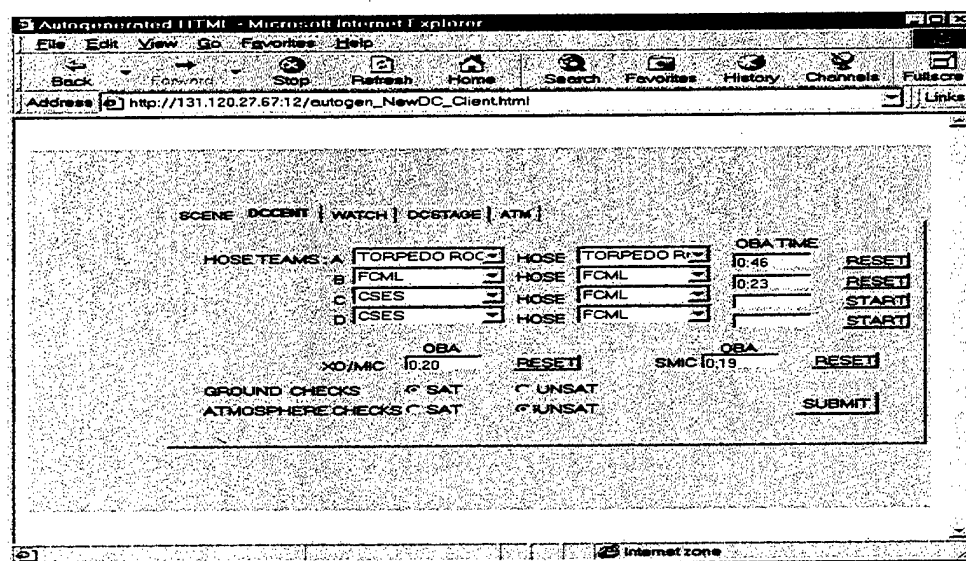 Autogenerated HTML - Microsoft Internet Explorer
File Edit View Go Favorites Help
Back Forward Stop Refresh Home Search Favorites History Channels Fullscre
Address http://131.120.27.67:12/autogen_NewDC_Client.html Links
SCENE DCCENT WATCH DCSTAGE ATM
OBA TIME
HOSE TEAMS: A TORPEDO ROO HOSE TORPEDO R 0:46 RESET
B FCML HOSE FCML 0:23 RESET
C CSES HOSE FCML START
D CSES HOSE FCML START
OBA OBA
XO/MIC 0:20 RESET SMIC 0:19 RESET
GROUND CHECKS SAT UNSAT
ATMOSPHERE CHECKS SAT UNSAT SUBMIT
Internet zone